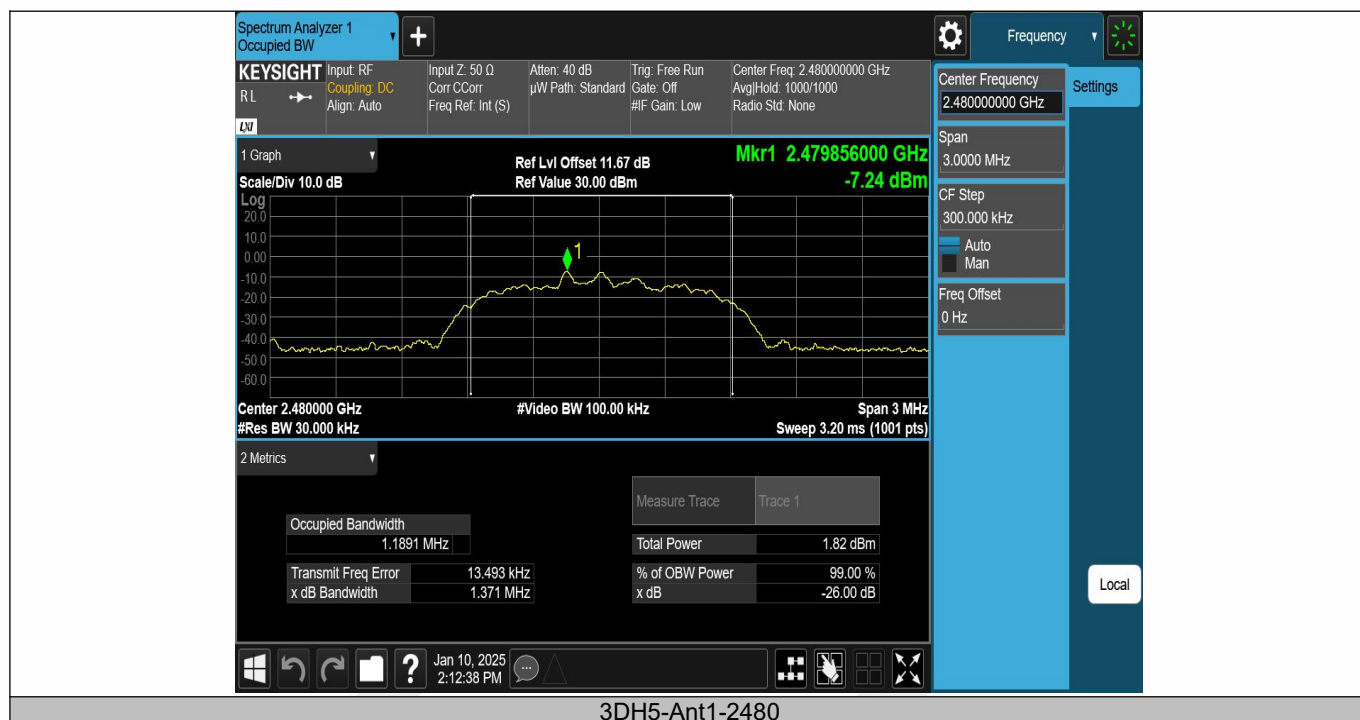 Spectrum Analyzer 1
Occupied BW
Frequency
KEYSIGHT
R L
LXI
Input: RF
Coupling: DC
Align: Auto
Input Z: 50 Ω
Corr CCorr
Freq Ref: Int (S)
Atten: 40 dB
µW Path: Standard
Trig: Free Run
Gate: Off
#IF Gain: Low
Center Freq: 2.480000000 GHz
Avg|Hold: 1000/1000
Radio Std: None
Center Frequency
2.480000000 GHz
Settings
Span
3.0000 MHz
CF Step
300.000 kHz
Auto
Man
Freq Offset
0 Hz
Local
1 Graph
Scale/Div 10.0 dB
Ref Lvl Offset 11.67 dB
Ref Value 30.00 dBm
Mkr1 2.479856000 GHz
-7.24 dBm
Log
20.0
10.0
0.00
-10.0
-20.0
-30.0
-40.0
-50.0
-60.0
1
Center 2.480000 GHz
#Res BW 30.000 kHz
#Video BW 100.00 kHz
Span 3 MHz
Sweep 3.20 ms (1001 pts)
2 Metrics
Measure Trace Trace 1
Occupied Bandwidth
1.1891 MHz
Total Power 1.82 dBm
Transmit Freq Error 13.493 kHz
% of OBW Power 99.00 %
x dB Bandwidth 1.371 MHz
x dB -26.00 dB
?
Jan 10, 2025
2:12:38 PM
3DH5-Ant1-2480